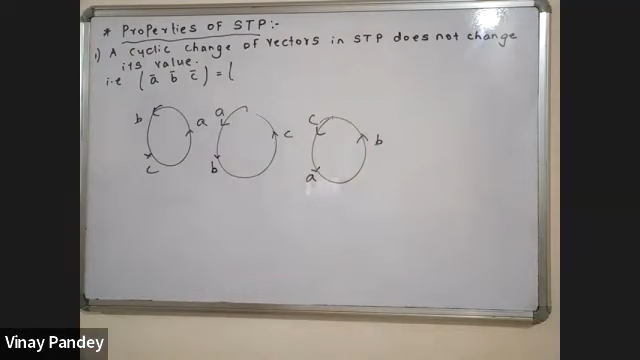 * Properties of STP:-
1) A cyclic change of vectors in STP does not change
its value.
i.e (ā b̄ c̄) = (
b a c
a b c
c a b
Vinay Pandey